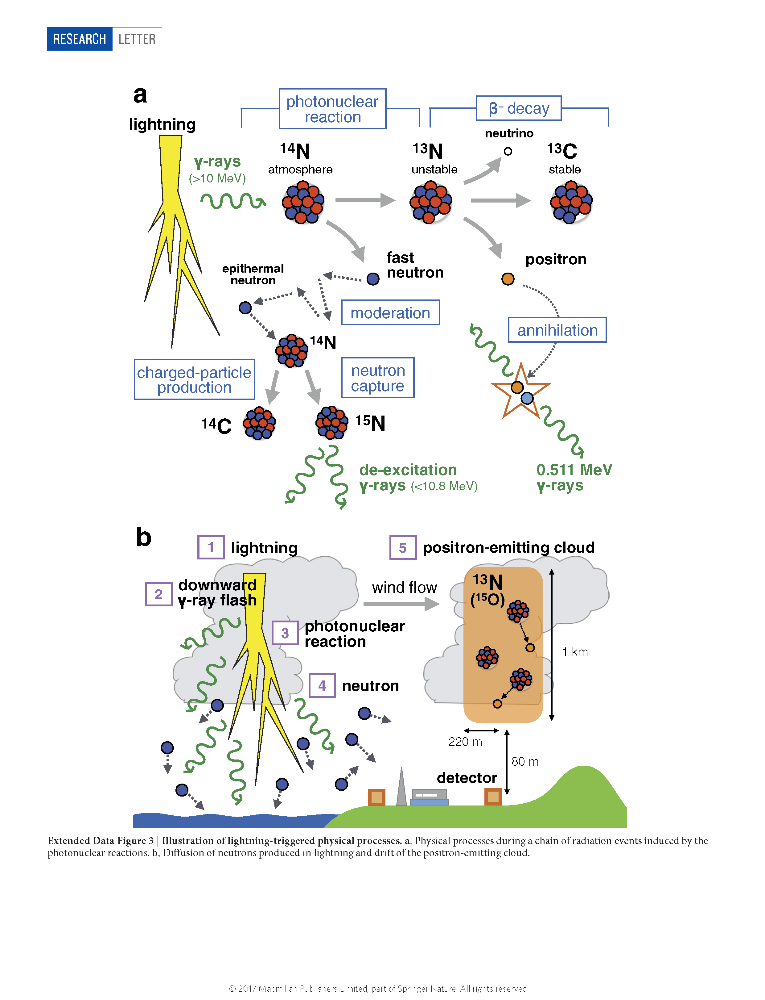 RESEARCH LETTER
a
lightning
photonuclear
reaction
β+ decay
neutrino
γ-rays
(>10 MeV)
14N
atmosphere
13N
unstable
13C
stable
fast
neutron
epithermal
neutron
positron
moderation
annihilation
14N
charged-particle
production
neutron
capture
14C
15N
de-excitation
γ-rays (<10.8 MeV)
0.511 MeV
γ-rays
b
1 lightning
5 positron-emitting cloud
2 downward
γ-ray flash
wind flow
13N
(15O)
3 photonuclear
reaction
1 km
4 neutron
220 m
80 m
detector
Extended Data Figure 3 | Illustration of lightning-triggered physical processes. a, Physical processes during a chain of radiation events induced by the
photonuclear reactions. b, Diffusion of neutrons produced in lightning and drift of the positron-emitting cloud.
© 2017 Macmillan Publishers Limited, part of Springer Nature. All rights reserved.